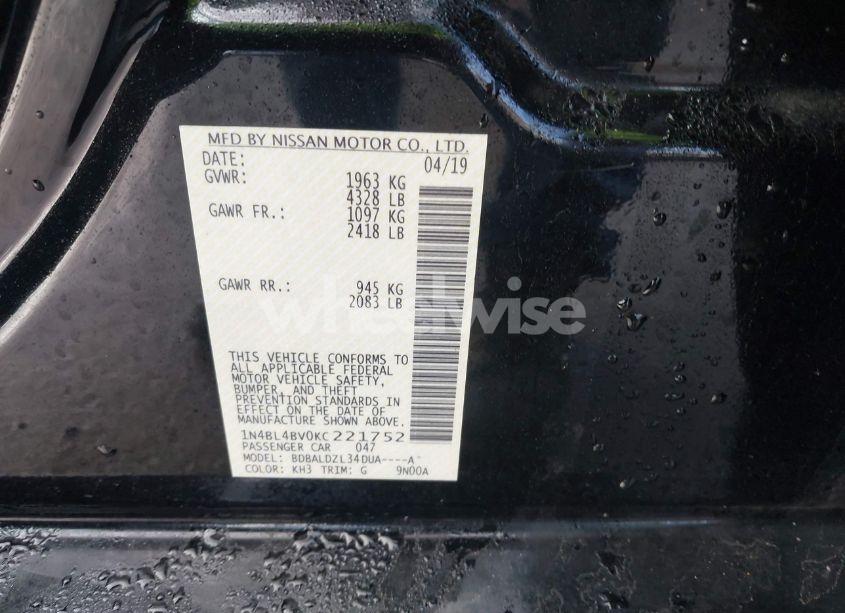 MFD BY NISSAN MOTOR CO., LTD.
DATE: 04/19
GVWR: 1963 KG
4328 LB
GAWR FR.: 1097 KG
2418 LB
GAWR RR.: 945 KG
2083 LB
wheelwise
THIS VEHICLE CONFORMS TO
ALL APPLICABLE FEDERAL
MOTOR VEHICLE SAFETY,
BUMPER, AND THEFT
PREVENTION STANDARDS IN
EFFECT ON THE DATE OF
MANUFACTURE SHOWN ABOVE.
1N4BL4BV0KC221752
PASSENGER CAR 047
MODEL: BDBALDZL34DUA----A
COLOR: KH3 TRIM: G 9N00A